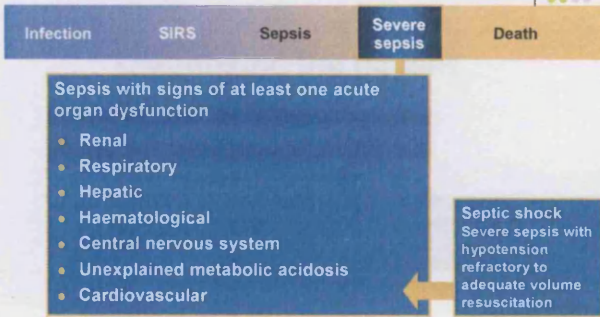 Infection SIRS Sepsis Severe sepsis Death
Sepsis with signs of at least one acute
organ dysfunction
• Renal
• Respiratory
• Hepatic
• Haematological
• Central nervous system
• Unexplained metabolic acidosis
• Cardiovascular
Septic shock
Severe sepsis with
hypotension
refractory to
adequate volume
resuscitation